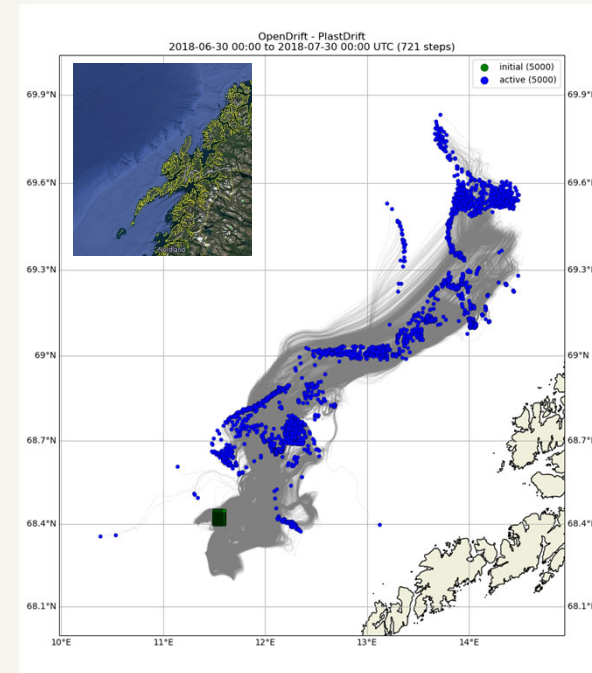 OpenDrift - PlastDrift
2018-06-30 00:00 to 2018-07-30 00:00 UTC (721 steps)
initial (5000)
active (5000)
69.9°N
69.9°N
69.6°N
69.6°N
69.3°N
69.3°N
69°N
69°N
68.7°N
68.7°N
68.4°N
68.4°N
68.1°N
68.1°N
10°E
11°E
12°E
13°E
14°E
Nordland